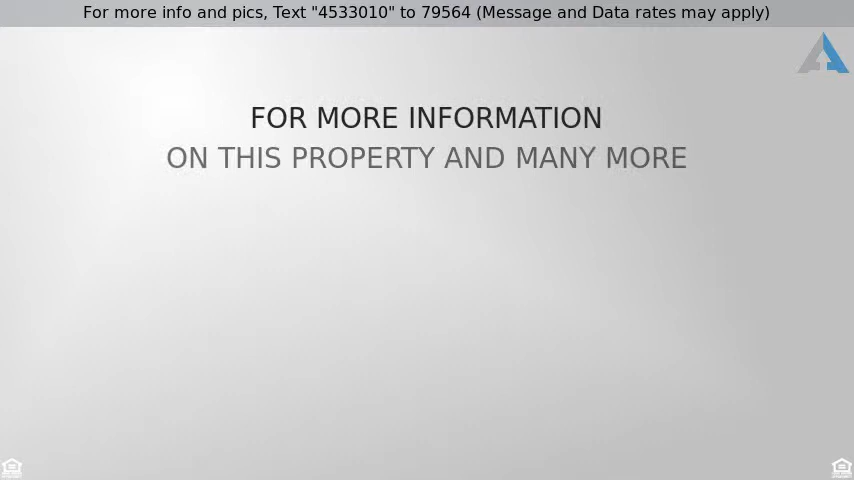 For more info and pics, Text "4533010" to 79564 (Message and Data rates may apply)
FOR MORE INFORMATION
ON THIS PROPERTY AND MANY MORE